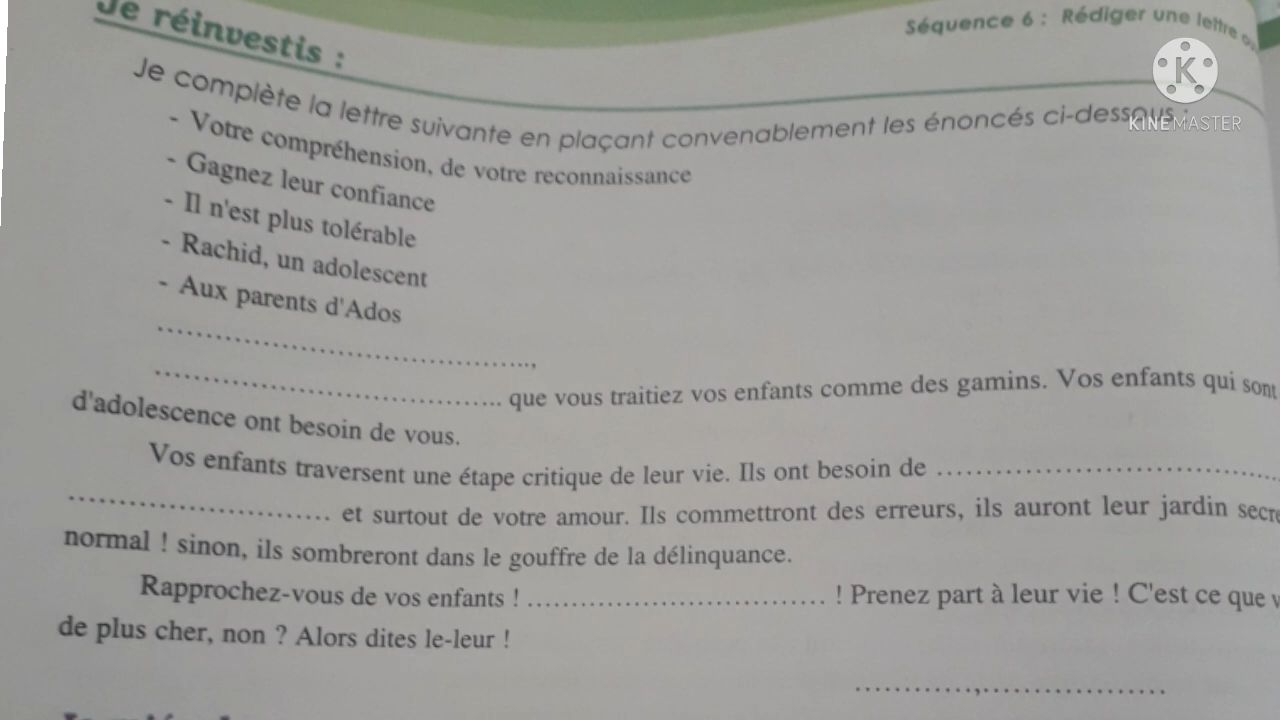 Je réinvestis :
Séquence 6 : Rédiger une lettre
KINEMASTER
Je complète la lettre suivante en plaçant convenablement les énoncés ci-dessous :
- Votre compréhension, de votre reconnaissance
- Gagnez leur confiance
- Il n'est plus tolérable
- Rachid, un adolescent
- Aux parents d'Ados
..........................................,
........................................ que vous traitiez vos enfants comme des gamins. Vos enfants qui sont
d'adolescence ont besoin de vous.
Vos enfants traversent une étape critique de leur vie. Ils ont besoin de ........................................
.............................. et surtout de votre amour. Ils commettront des erreurs, ils auront leur jardin
normal ! sinon, ils sombreront dans le gouffre de la délinquance.
Rapprochez-vous de vos enfants ! .................................. ! Prenez part à leur vie ! C'est ce que
de plus cher, non ? Alors dites le-leur !
..............,.....................